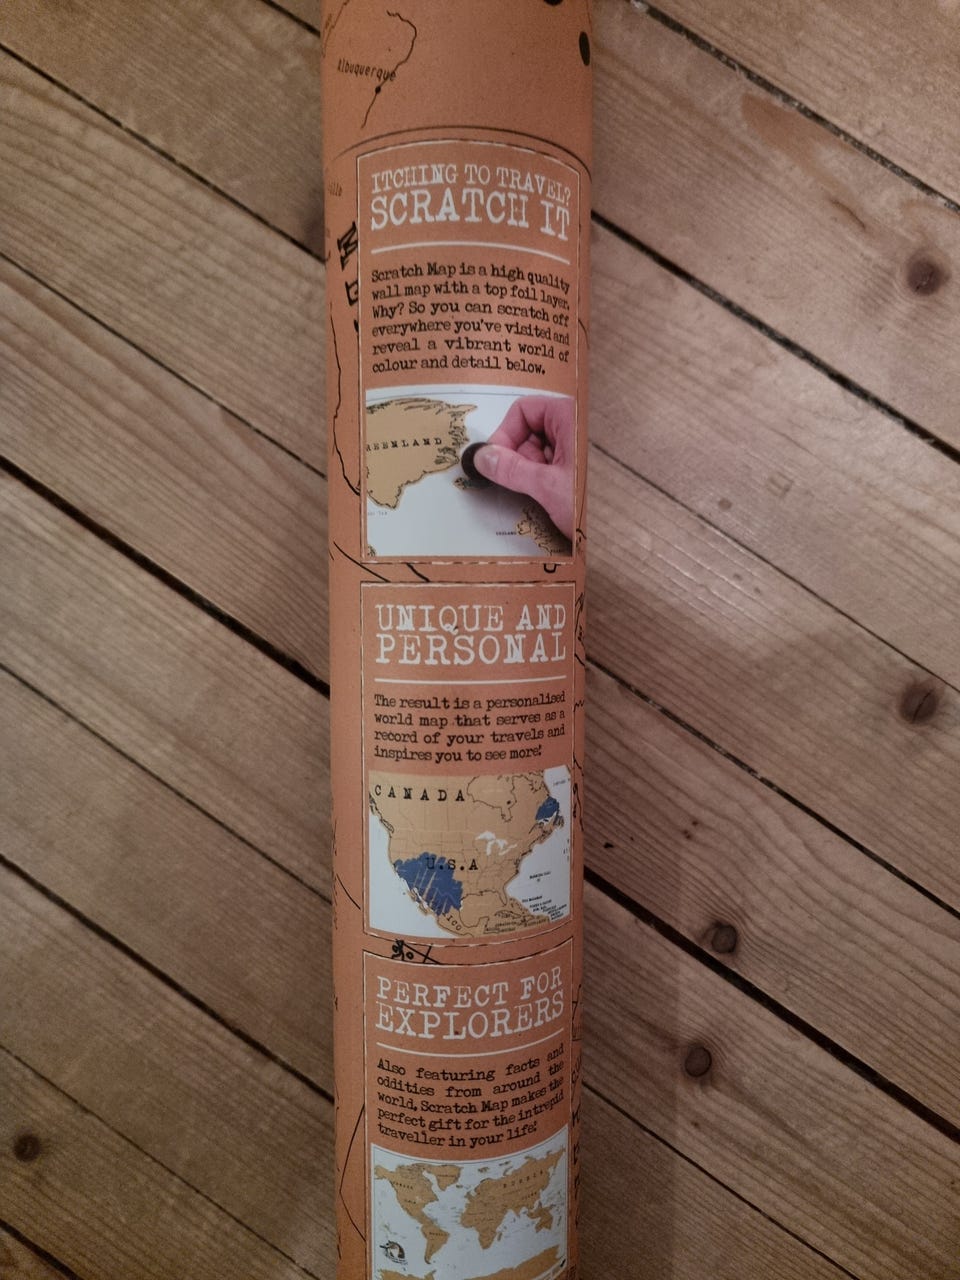 Albuquerque
ITCHING TO TRAVEL?
SCRATCH IT
Scratch Map is a high quality
wall map with a top foil layer.
Why? So you can scratch off
everywhere you've visited and
reveal a vibrant world of
colour and detail below.
REENLAND
UNIQUE AND
PERSONAL
The result is a personalised
world map that serves as a
record of your travels and
inspires you to see more!
CANADA
U.S.A
ICO
PERFECT FOR
EXPLORERS
Also featuring facts and
oddities from around the
world, Scratch Map makes the
perfect gift for the intrepid
traveller in your life!
RUSSIA